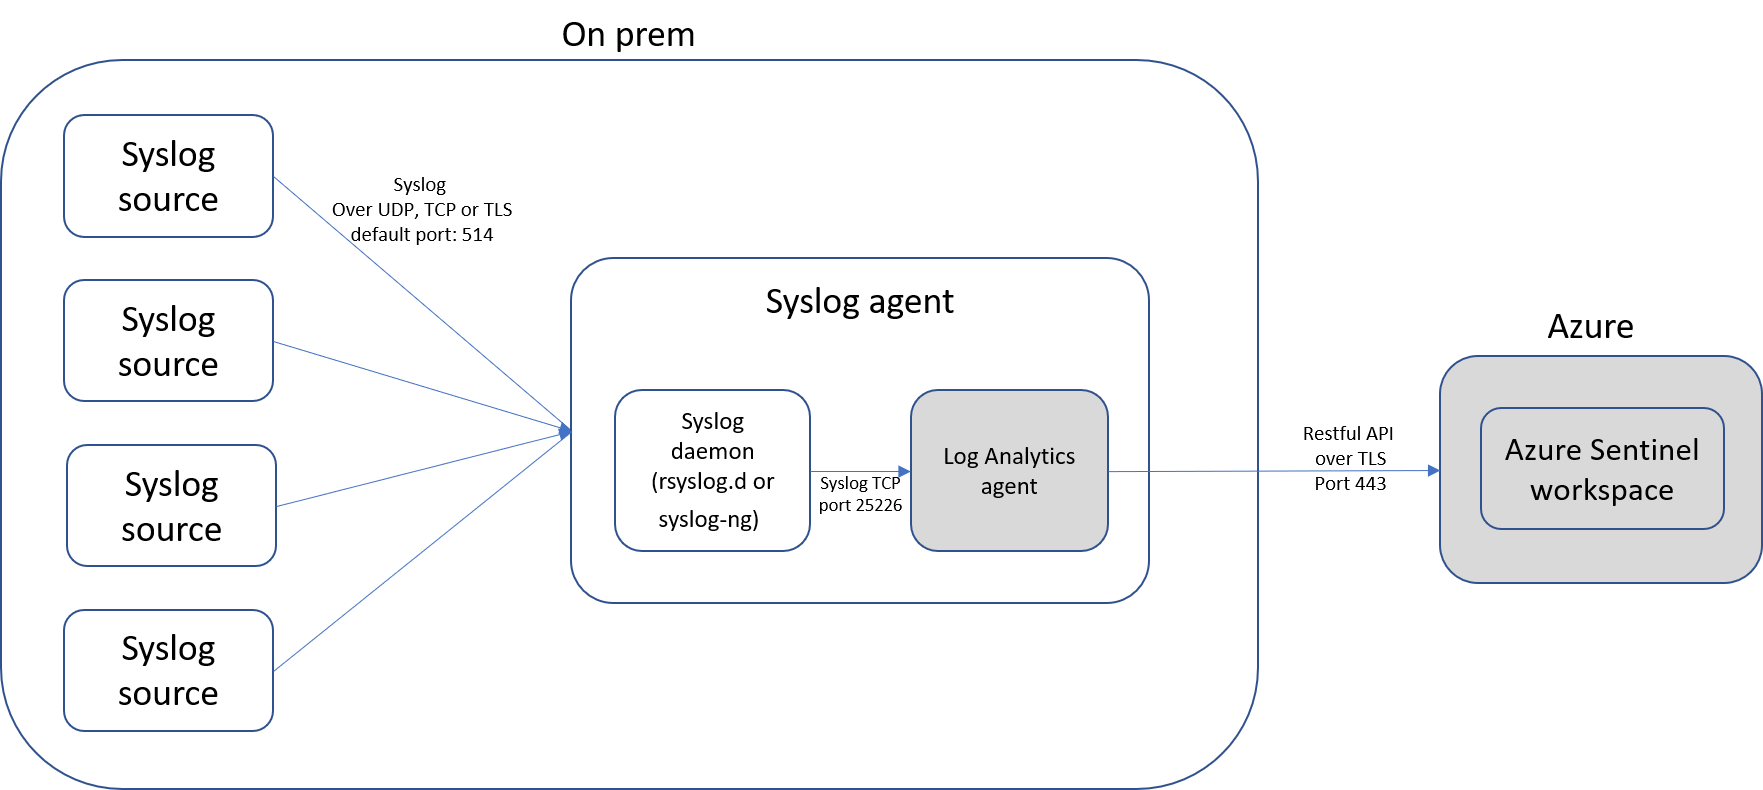 On prem
Syslog
source
Syslog
Over UDP, TCP or TLS
default port: 514
Syslog
source
Syslog
source
Syslog
source
Syslog agent
Syslog
daemon
(rsyslog.d or
syslog-ng)
Syslog TCP
port 25226
Log Analytics
agent
Restful API
over TLS
Port 443
Azure
Azure Sentinel
workspace